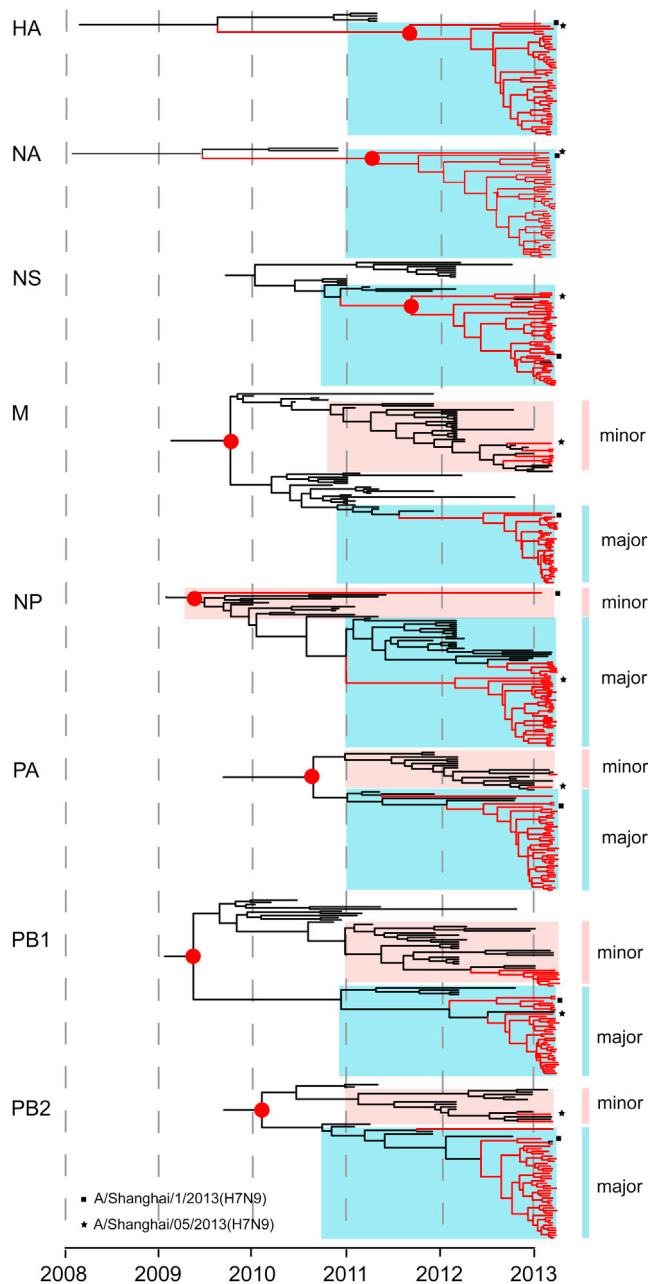 HA
NA
NS
M
minor
major
NP
minor
major
PA
minor
major
PB1
minor
major
PB2
minor
major
A/Shanghai/1/2013(H7N9)
A/Shanghai/05/2013(H7N9)
2008 2009 2010 2011 2012 2013